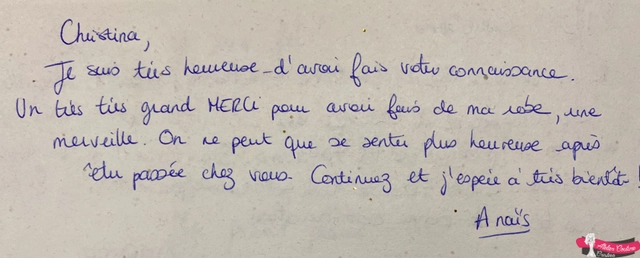 Christina,
Je suis très heureuse d'avoir fais votre connaissance.
Un très très grand MERCi pour avoir fais de ma robe, une
merveille. On ne peut que se sentir plus heureuse après
être passée chez vous. Continuez et j'espère à très bientôt !
Anaïs
Atelier Couture